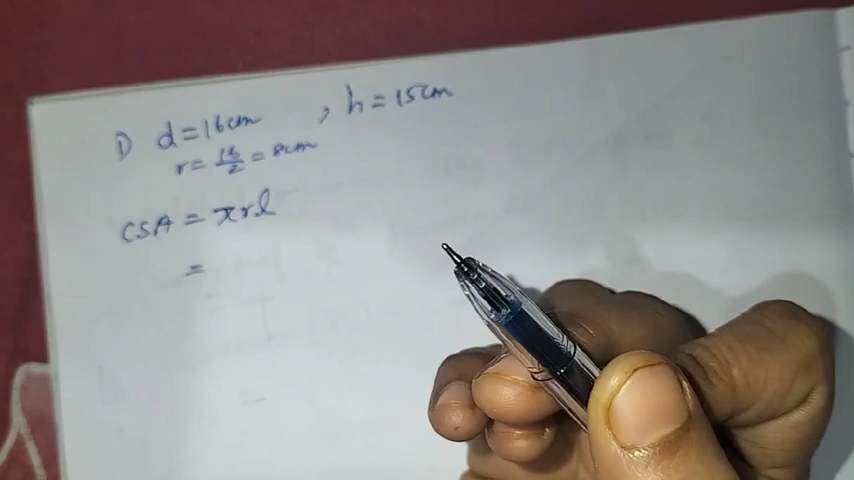 1) d = 16cm , h = 15cm
r = 16/2 = 8cm
CSA = πrl
=